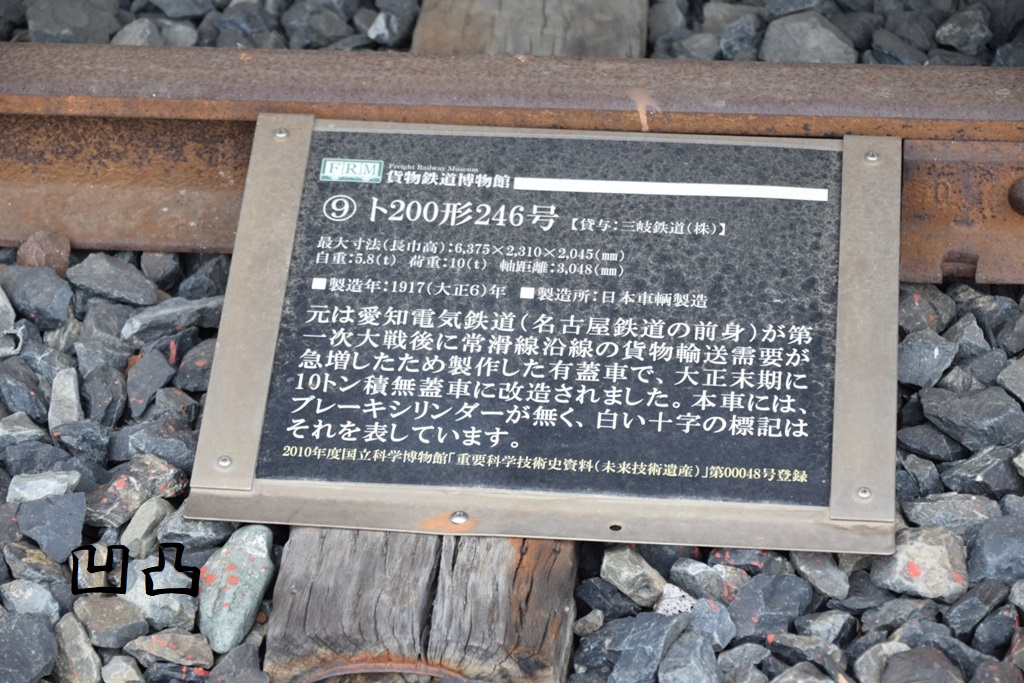 FRM Freight Railway Museum
貨物鉄道博物館
⑨ ト200形246号 【貸与：三岐鉄道（株）】
最大寸法（長巾高）：6,375×2,310×2,045（㎜）
自重：5.8（t） 荷重：10（t） 軸距離：3,048（㎜）
■製造年：1917（大正6）年 ■製造所：日本車輌製造
元は愛知電気鉄道（名古屋鉄道の前身）が第
一次大戦後に常滑線沿線の貨物輸送需要が
急増したため製作した有蓋車で、大正末期に
10トン積無蓋車に改造されました。本車には、
ブレーキシリンダーが無く、白い十字の標記は
それを表しています。
2010年度国立科学博物館「重要科学技術史資料（未来技術遺産）」第00048号登録
凹凸